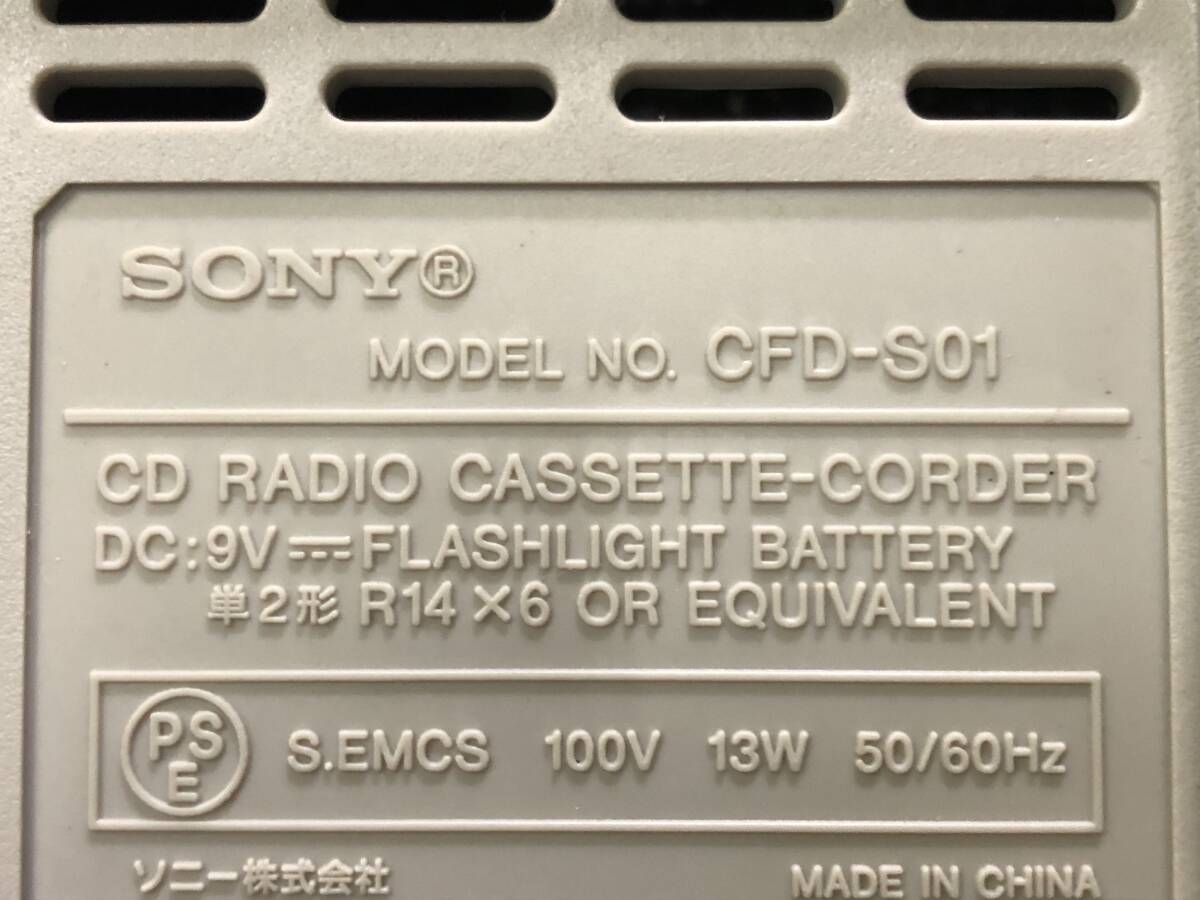 SONY®
MODEL NO. CFD-S01
CD RADIO CASSETTE-CORDER
DC:9V⎓FLASHLIGHT BATTERY
単2形 R14×6 OR EQUIVALENT
PSE S.EMCS 100V 13W 50/60Hz
ソニー株式会社 MADE IN CHINA